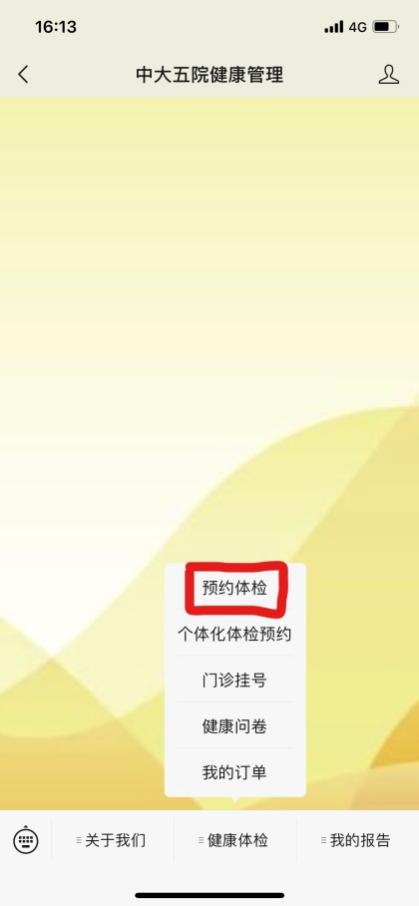 16:13
4G
中大五院健康管理
预约体检
个体化体检预约
门诊挂号
健康问卷
我的订单
关于我们
健康体检
我的报告